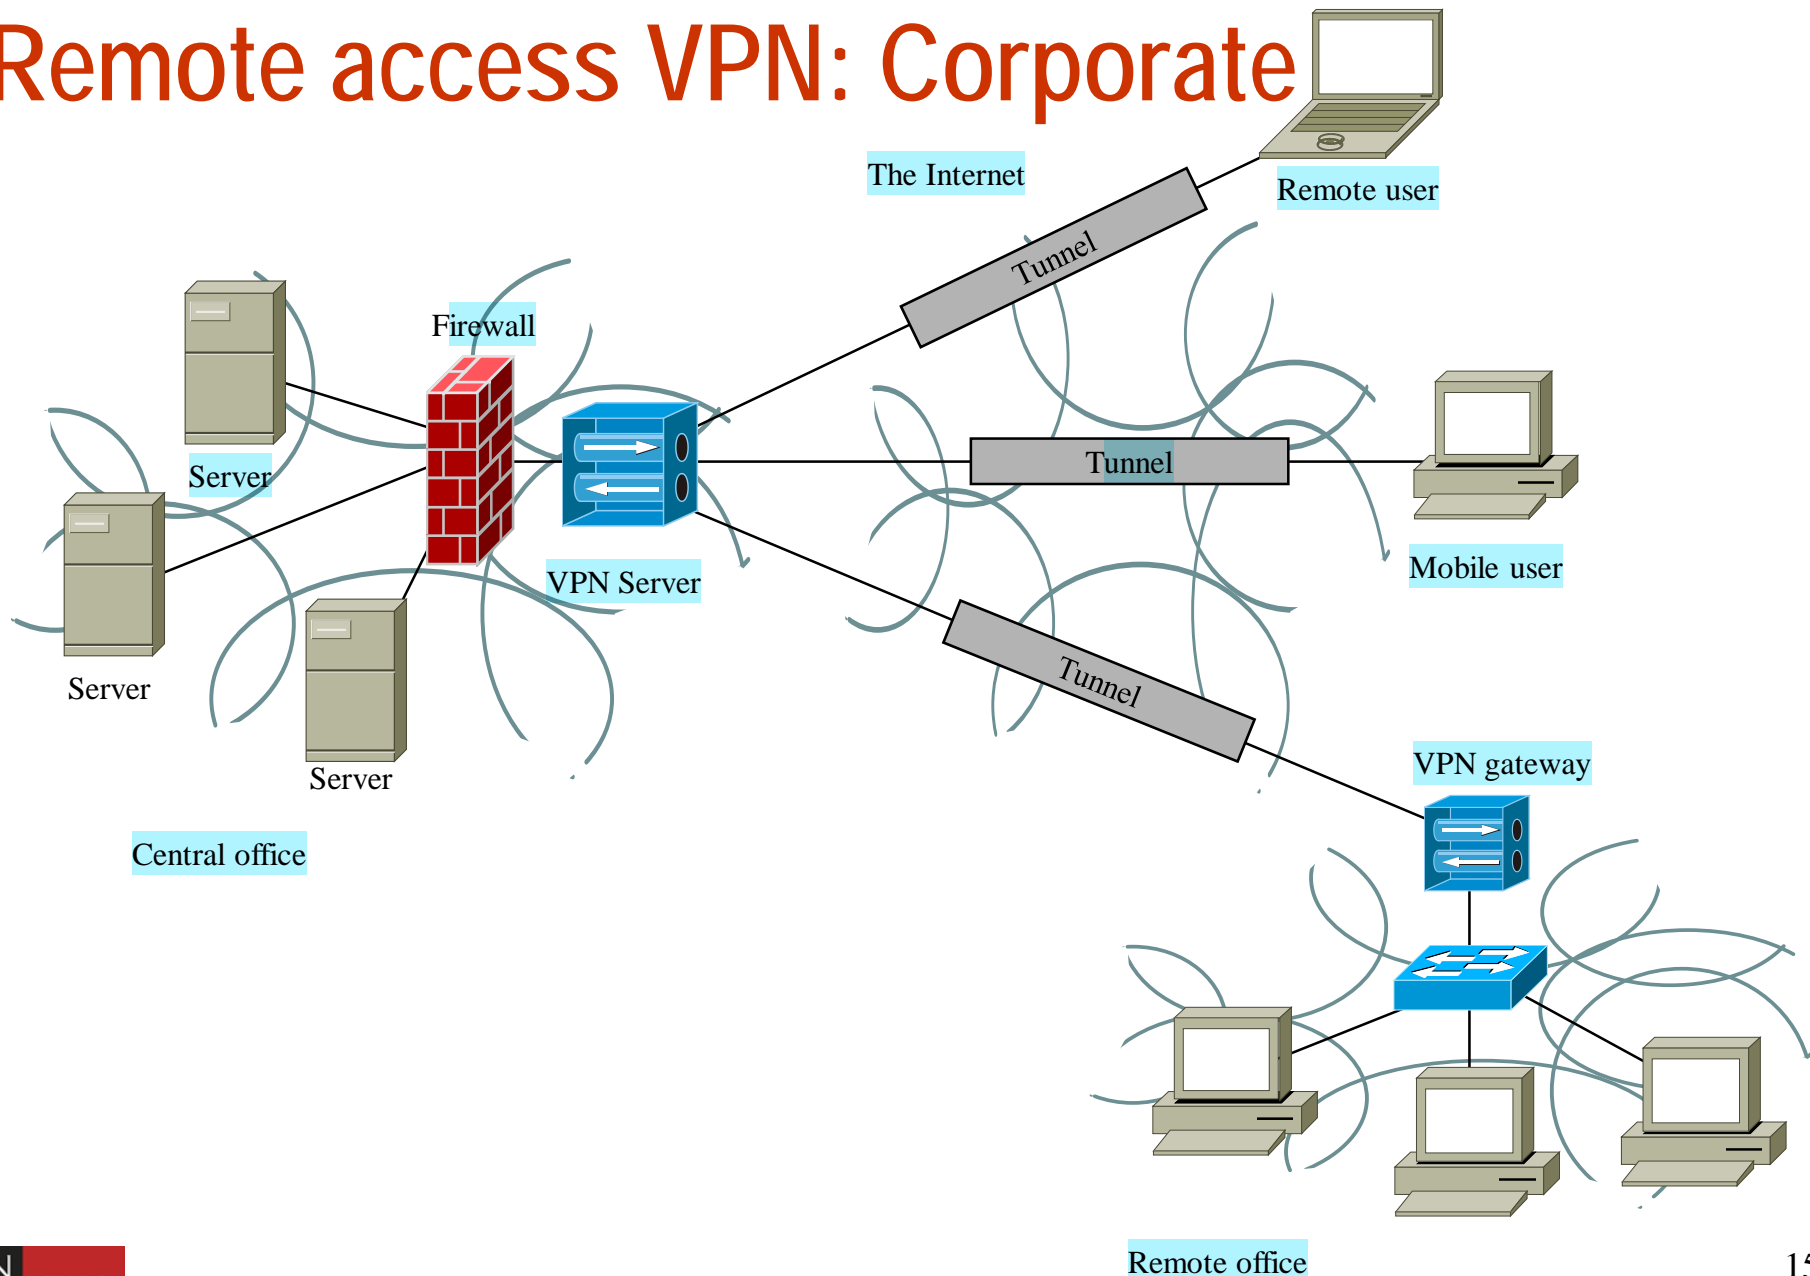 Remote access VPN: Corporate
The Internet
Remote user
Tunnel
Firewall
Server
Tunnel
VPN Server
Mobile user
Server
Tunnel
Server
VPN gateway
Central office
Remote office
15